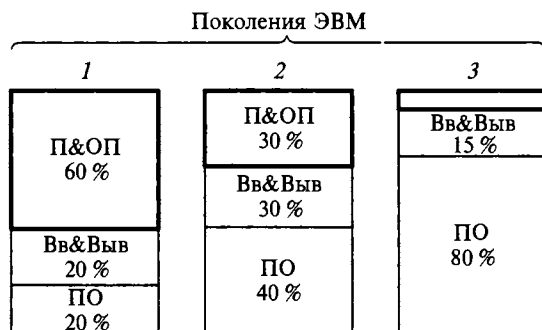 Поколения ЭВМ
1
2
3
П&ОП
60 %
Вв&Выв
20 %
ПО
20 %
П&ОП
30 %
Вв&Выв
30 %
ПО
40 %
Вв&Выв
15 %
ПО
80 %